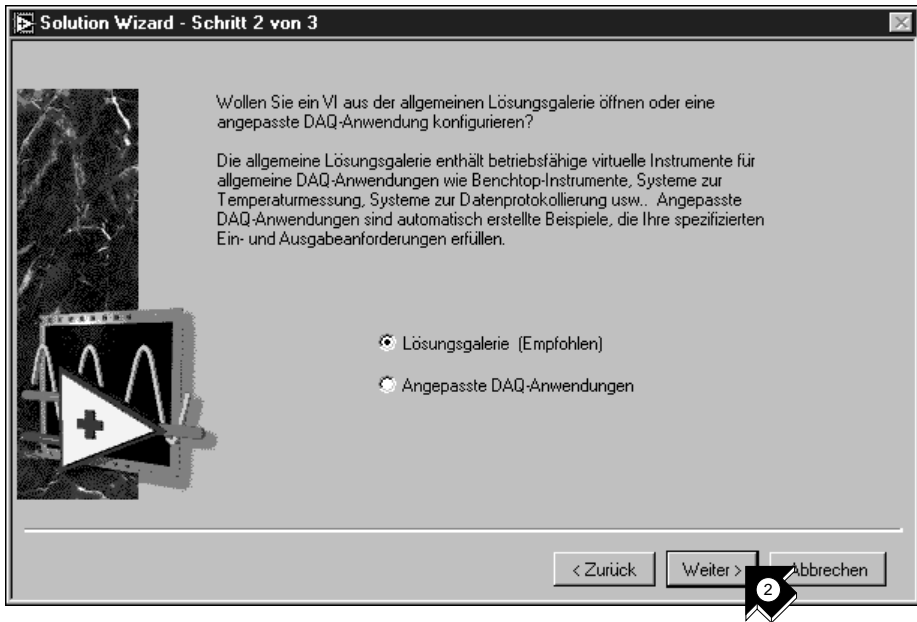 Solution Wizard - Schritt 2 von 3
Wollen Sie ein VI aus der allgemeinen Lösungsgalerie öffnen oder eine
angepasste DAQ-Anwendung konfigurieren?
Die allgemeine Lösungsgalerie enthält betriebsfähige virtuelle Instrumente für
allgemeine DAQ-Anwendungen wie Benchtop-Instrumente, Systeme zur
Temperaturmessung, Systeme zur Datenprotokollierung usw.. Angepasste
DAQ-Anwendungen sind automatisch erstellte Beispiele, die Ihre spezifizierten
Ein- und Ausgabeanforderungen erfüllen.
Lösungsgalerie (Empfohlen)
Angepasste DAQ-Anwendungen
< Zurück
Weiter >
Abbrechen
2